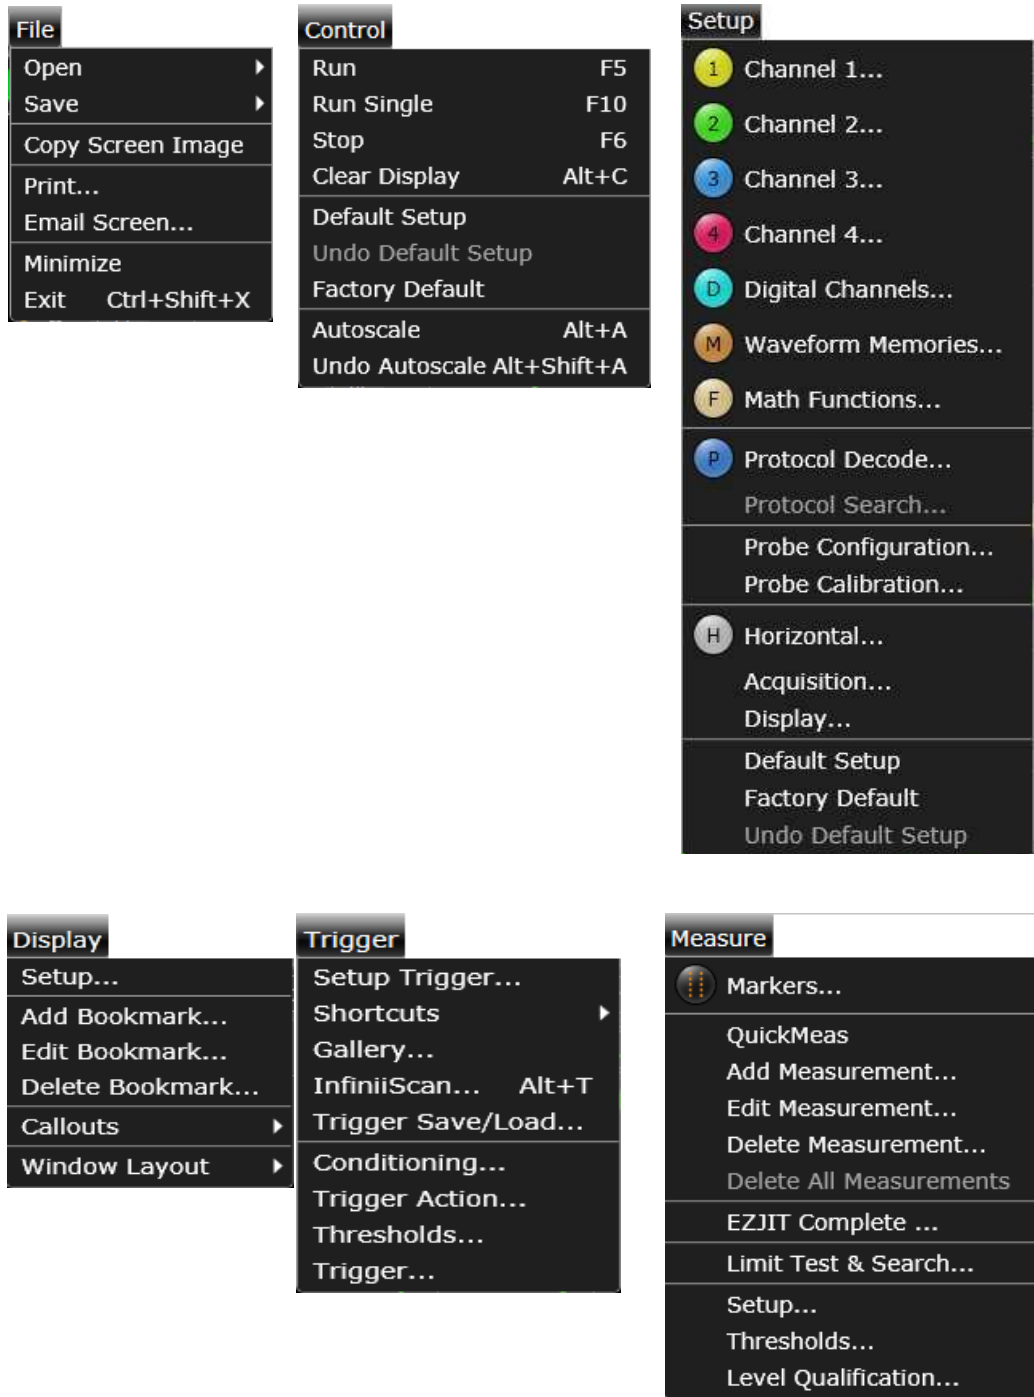 File
Open
Save
Copy Screen Image
Print...
Email Screen...
Minimize
Exit Ctrl+Shift+X
Control
Run F5
Run Single F10
Stop F6
Clear Display Alt+C
Default Setup
Undo Default Setup
Factory Default
Autoscale Alt+A
Undo Autoscale Alt+Shift+A
Setup
1 Channel 1...
2 Channel 2...
3 Channel 3...
4 Channel 4...
D Digital Channels...
M Waveform Memories...
F Math Functions...
P Protocol Decode...
Protocol Search...
Probe Configuration...
Probe Calibration...
H Horizontal...
Acquisition...
Display...
Default Setup
Factory Default
Undo Default Setup
Display
Setup...
Add Bookmark...
Edit Bookmark...
Delete Bookmark...
Callouts
Window Layout
Trigger
Setup Trigger...
Shortcuts
Gallery...
InfiniiScan... Alt+T
Trigger Save/Load...
Conditioning...
Trigger Action...
Thresholds...
Trigger...
Measure
Markers...
QuickMeas
Add Measurement...
Edit Measurement...
Delete Measurement...
Delete All Measurements
EZJIT Complete ...
Limit Test & Search...
Setup...
Thresholds...
Level Qualification...